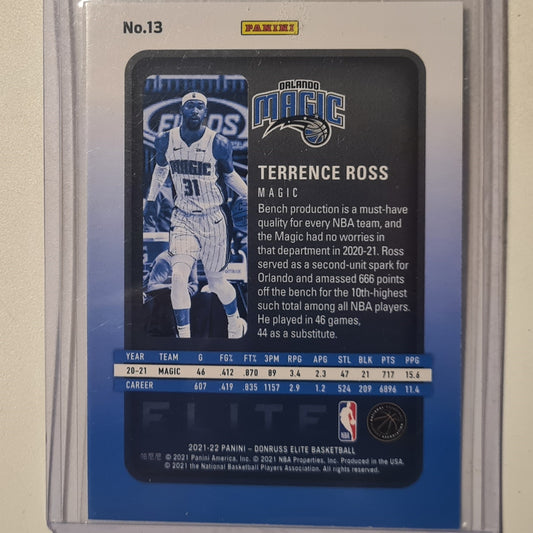 No.13
PANINI
ORLANDO
MAGIC
MAGIC
31
TERRENCE ROSS
MAGIC
Bench production is a must-have
quality for every NBA team, and
the Magic had no worries in
that department in 2020-21. Ross
served as a second-unit spark for
Orlando and amassed 666 points
off the bench for the 10th-highest
such total among all NBA players.
He played in 46 games,
44 as a substitute.
YEAR TEAM G FG% FT% 3PM RPG APG STL BLK PTS PPG
20-21 MAGIC 46 .412 .870 89 3.4 2.3 47 21 717 15.6
CAREER 607 .419 .835 1157 2.9 1.2 524 209 6896 11.4
ELITE
NBA
2021-22 PANINI - DONRUSS ELITE BASKETBALL
© 2021 Panini America, Inc. © 2021 NBA Properties, Inc. Produced in the USA.
© 2021 the National Basketball Players Association. All rights reserved.